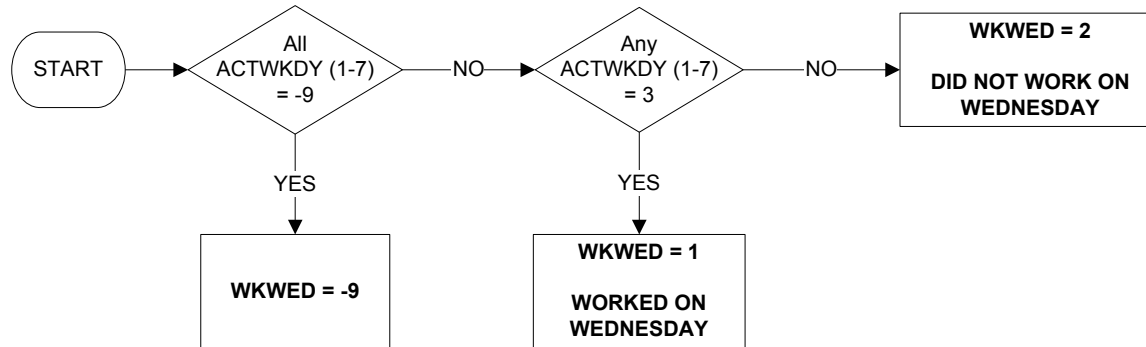 START
All
ACTWKDY (1-7)
= -9
NO
Any
ACTWKDY (1-7)
= 3
NO
WKWED = 2
DID NOT WORK ON
WEDNESDAY
YES
YES
WKWED = -9
WKWED = 1
WORKED ON
WEDNESDAY